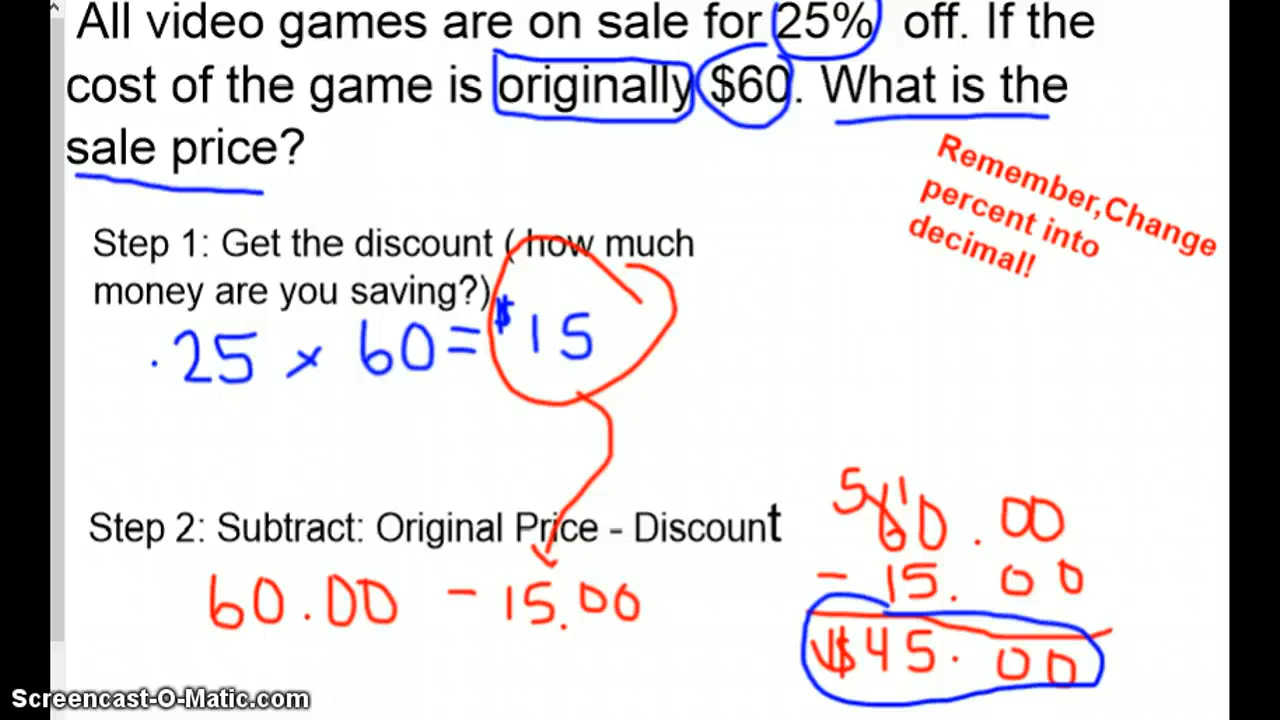 All video games are on sale for 25% off. If the
cost of the game is originally $60. What is the
sale price?
Remember,Change
percent into
decimal!
Step 1: Get the discount ( how much
money are you saving?)
.25 × 60 = $15
Step 2: Subtract: Original Price - Discount
60.00 - 15.00
5 1
60.00
- 15.00
$45.00
Screencast-O-Matic.com